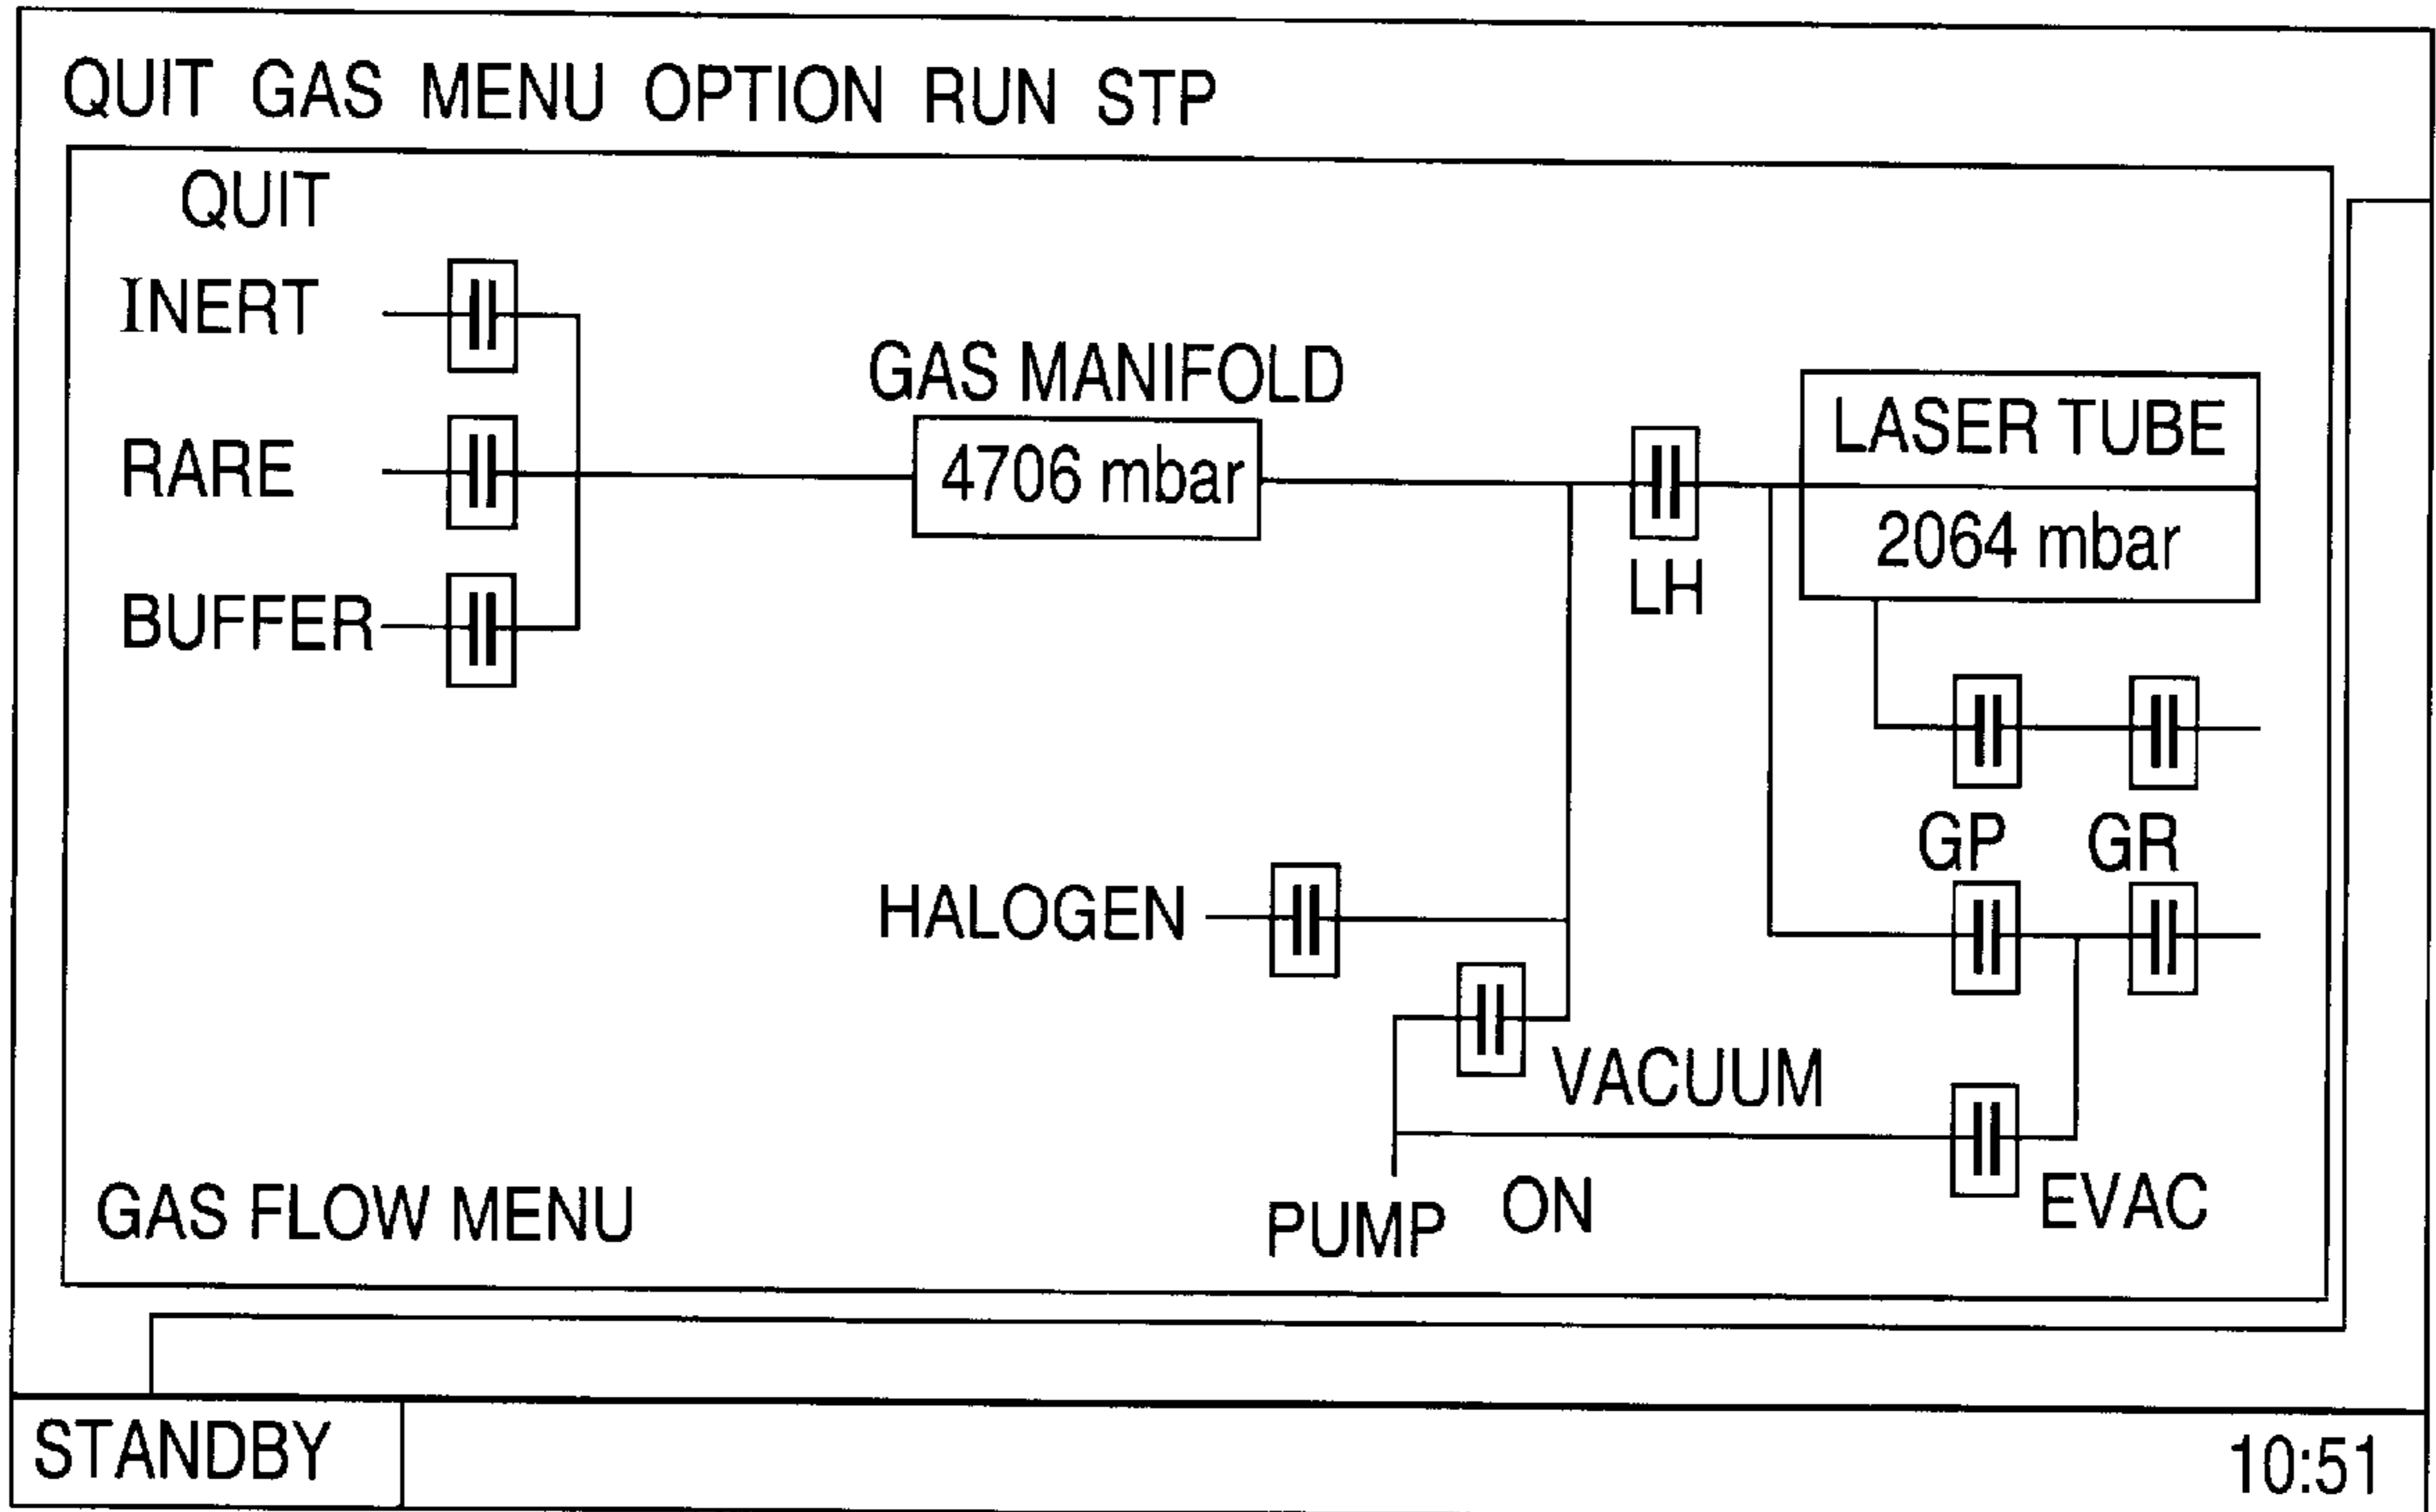 QUIT GAS MENU OPTION RUN STP
QUIT
INERT
GAS MANIFOLD
LASER TUBE
RARE
4706 mbar
2064 mbar
LH
BUFFER
GP GR
HALOGEN
VACUUM
EVAC
GAS FLOW MENU
PUMP ON
STANDBY
10:51